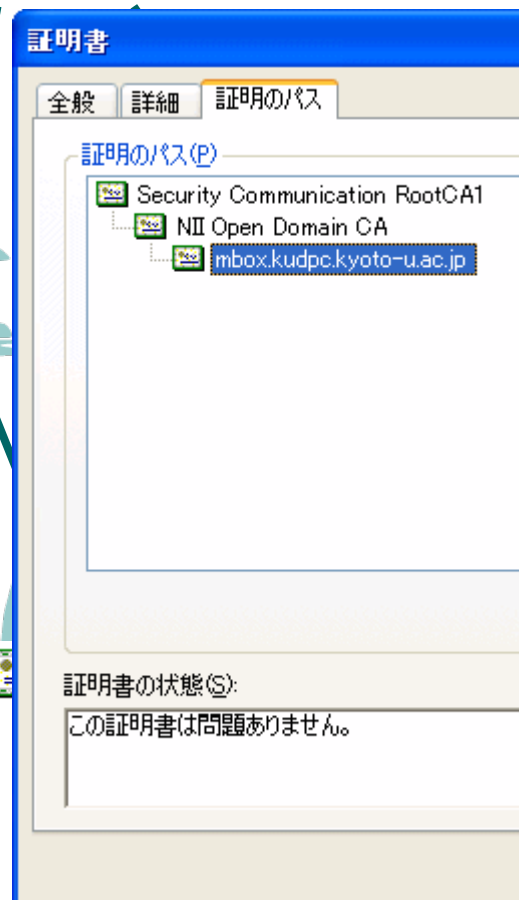 証明書
全般
詳細
証明のパス
証明のパス(P)
Security Communication RootCA1
NII Open Domain CA
mbox.kudpc.kyoto-u.ac.jp
証明書の状態(S):
この証明書は問題ありません。